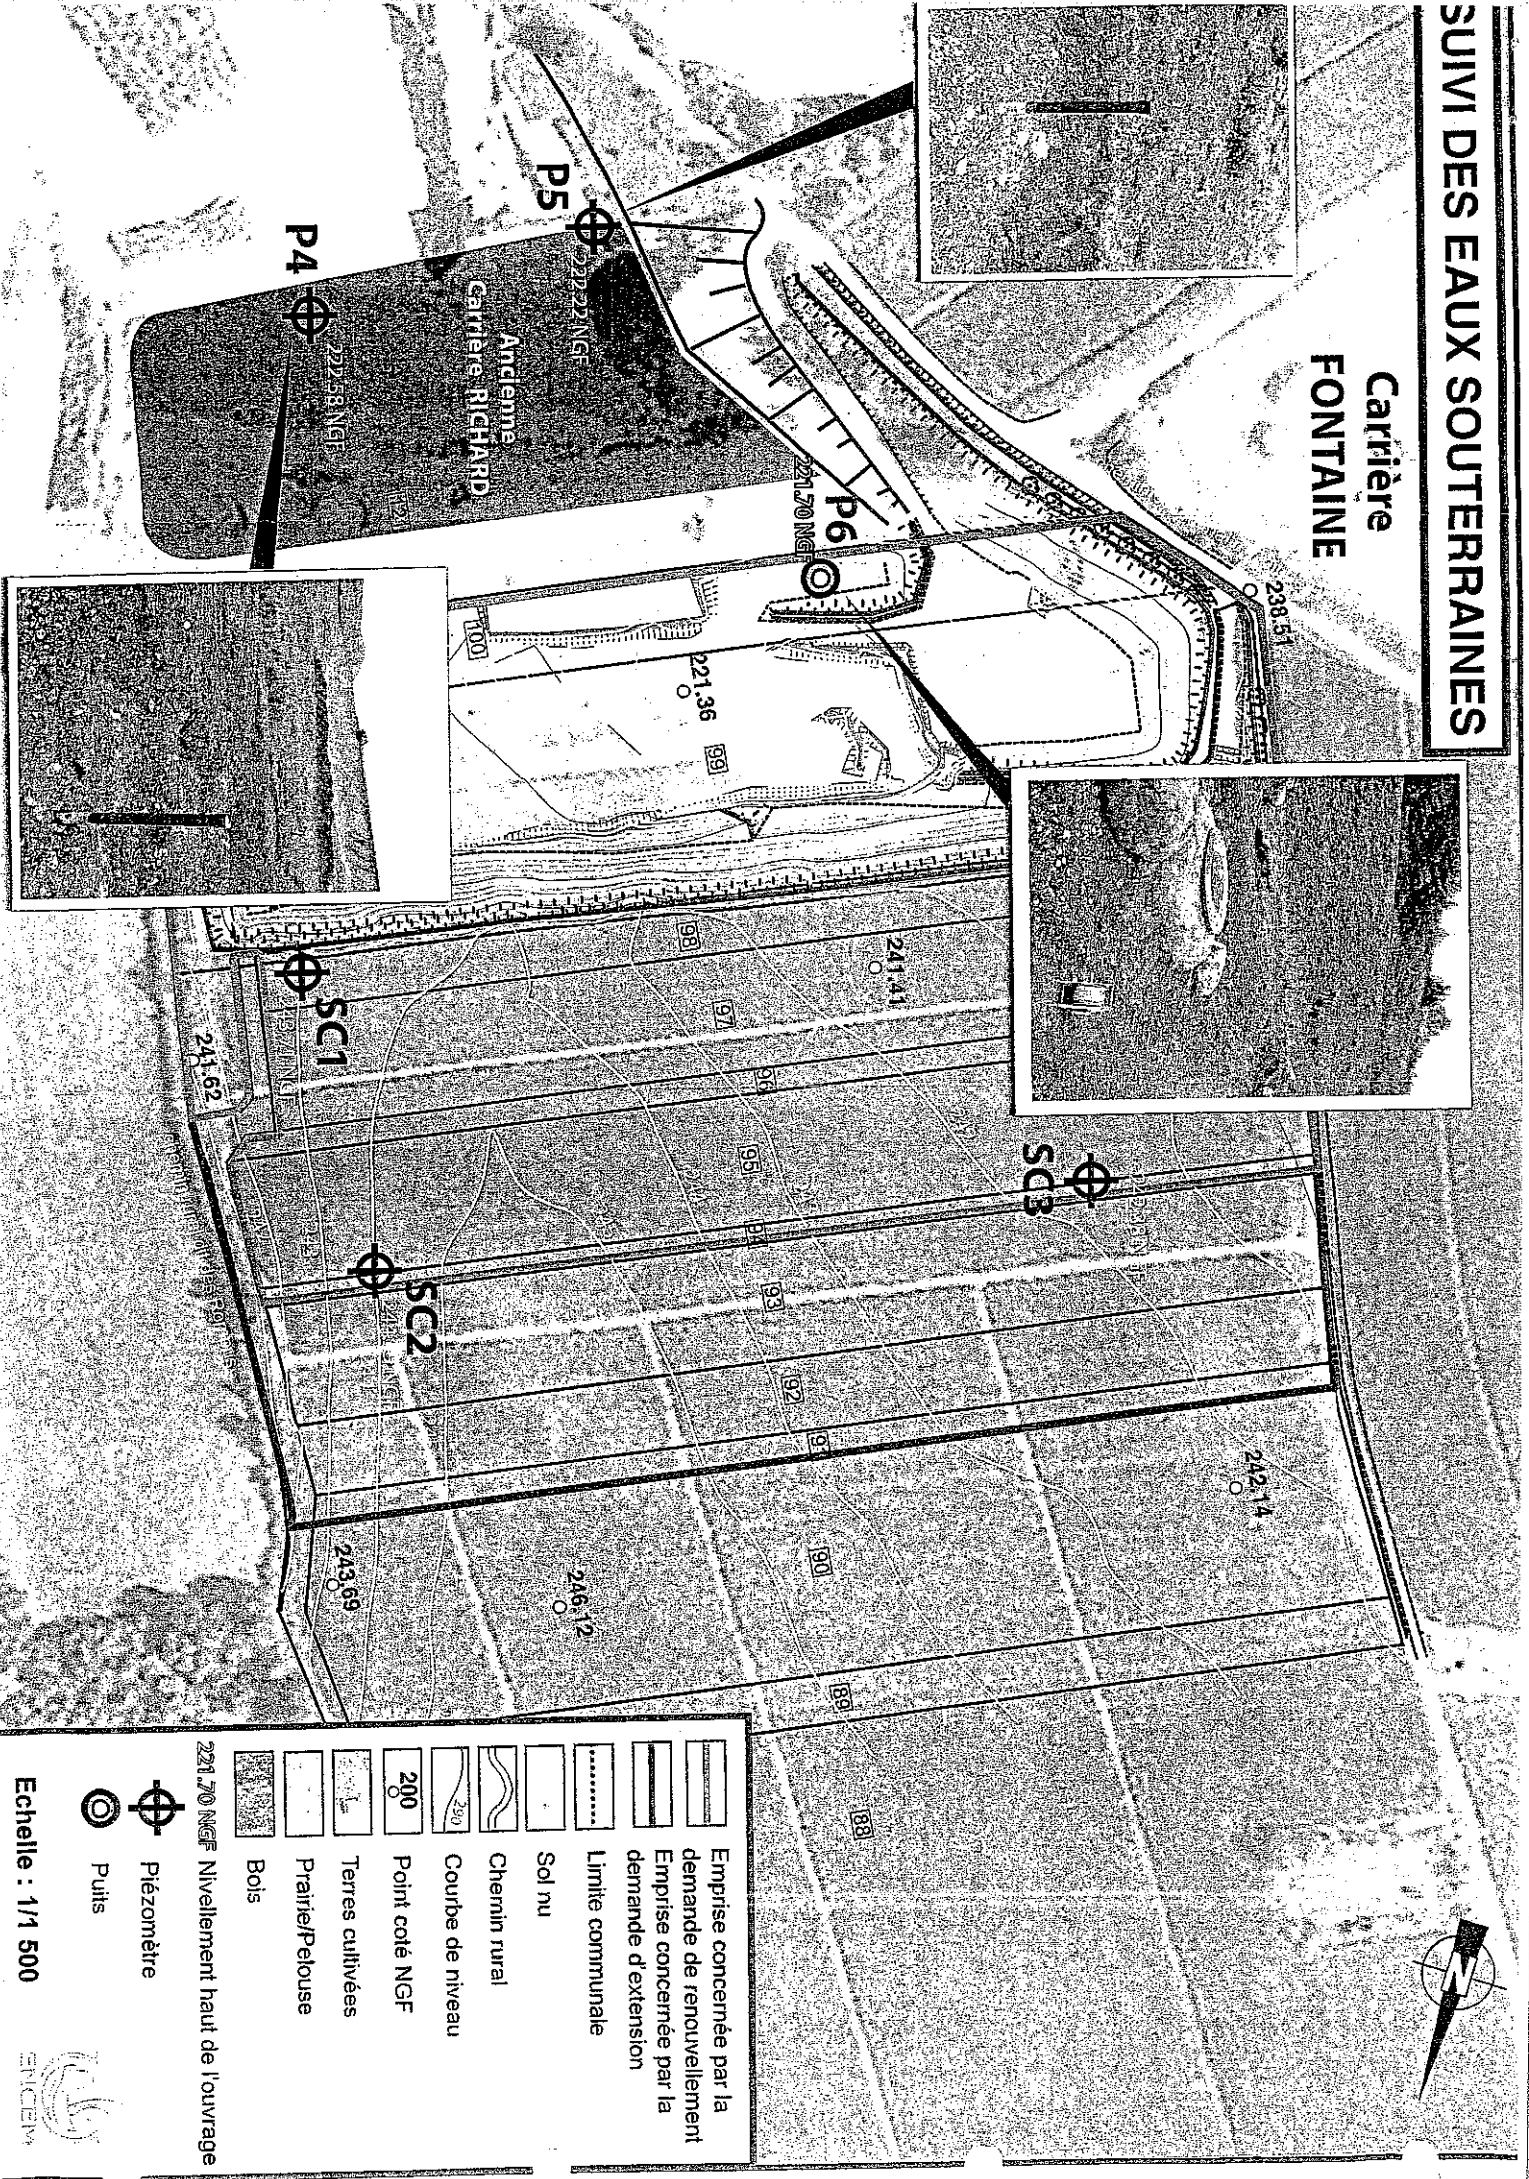 SUIVI DES EAUX SOUTERRAINES
Carrière
FONTAINE
238.51
P5
222.22 NGF
P4
222.58 NGF
Ancienne
Carrière RICHARD
P6
221.70 NGF
221.36
100
99
98
97
96
95
94
93
92
91
90
89
88
241.41
SC1
241.62
SC2
SC3
242.14
246.12
243.69
Emprise concernée par la
demande de renouvellement
Emprise concernée par la
demande d'extension
Limite communale
Sol nu
Chemin rural
290
Courbe de niveau
200
Point coté NGF
Terres cultivées
Prairie/Pelouse
Bois
221.70 NGF Nivellement haut de l'ouvrage
Piézomètre
Puits
Echelle : 1/1 500
ENCEM
N